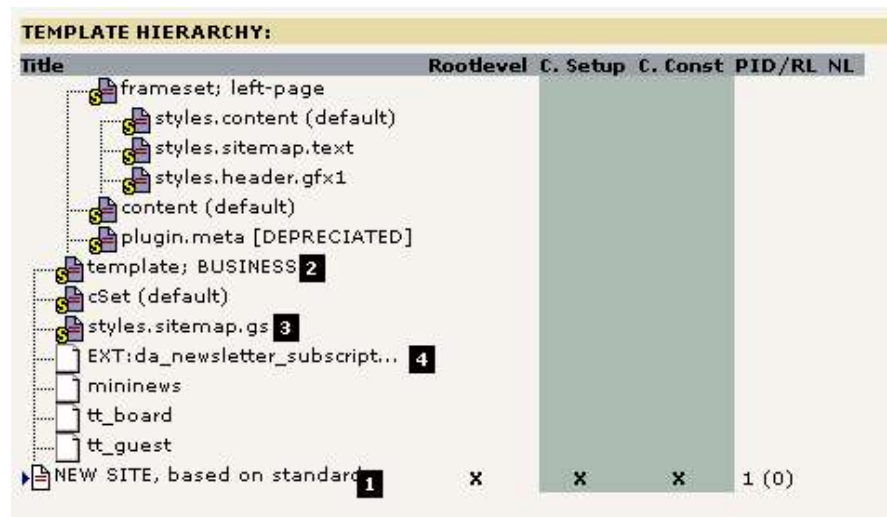 TEMPLATE HIERARCHY:
Title Rootlevel C. Setup C. Const PID/RL NL
frameset; left-page
styles.content (default)
styles.sitemap.text
styles.header.gfx1
content (default)
plugin.meta [DEPRECIATED]
template; BUSINESS 2
cSet (default)
styles.sitemap.gs 3
EXT:da_newsletter_subscript... 4
mininews
tt_board
tt_guest
NEW SITE, based on standard 1 x x x 1 (0)